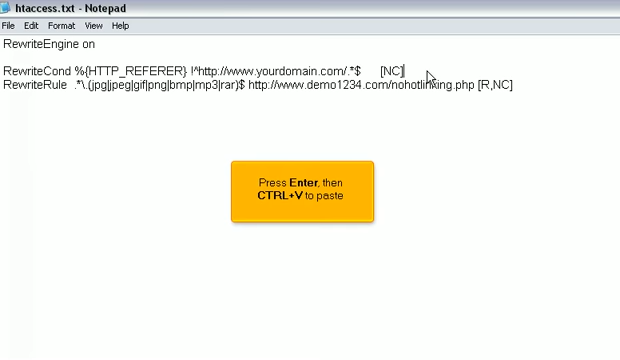 htaccess.txt - Notepad
File Edit Format View Help
RewriteEngine on
RewriteCond %{HTTP_REFERER} !^http://www.yourdomain.com/.*$ [NC]
RewriteRule .*\.(jpg|jpeg|gif|png|bmp|mp3|rar)$ http://www.demo1234.com/nohotlinking.php [R,NC]
Press Enter, then
CTRL+V to paste